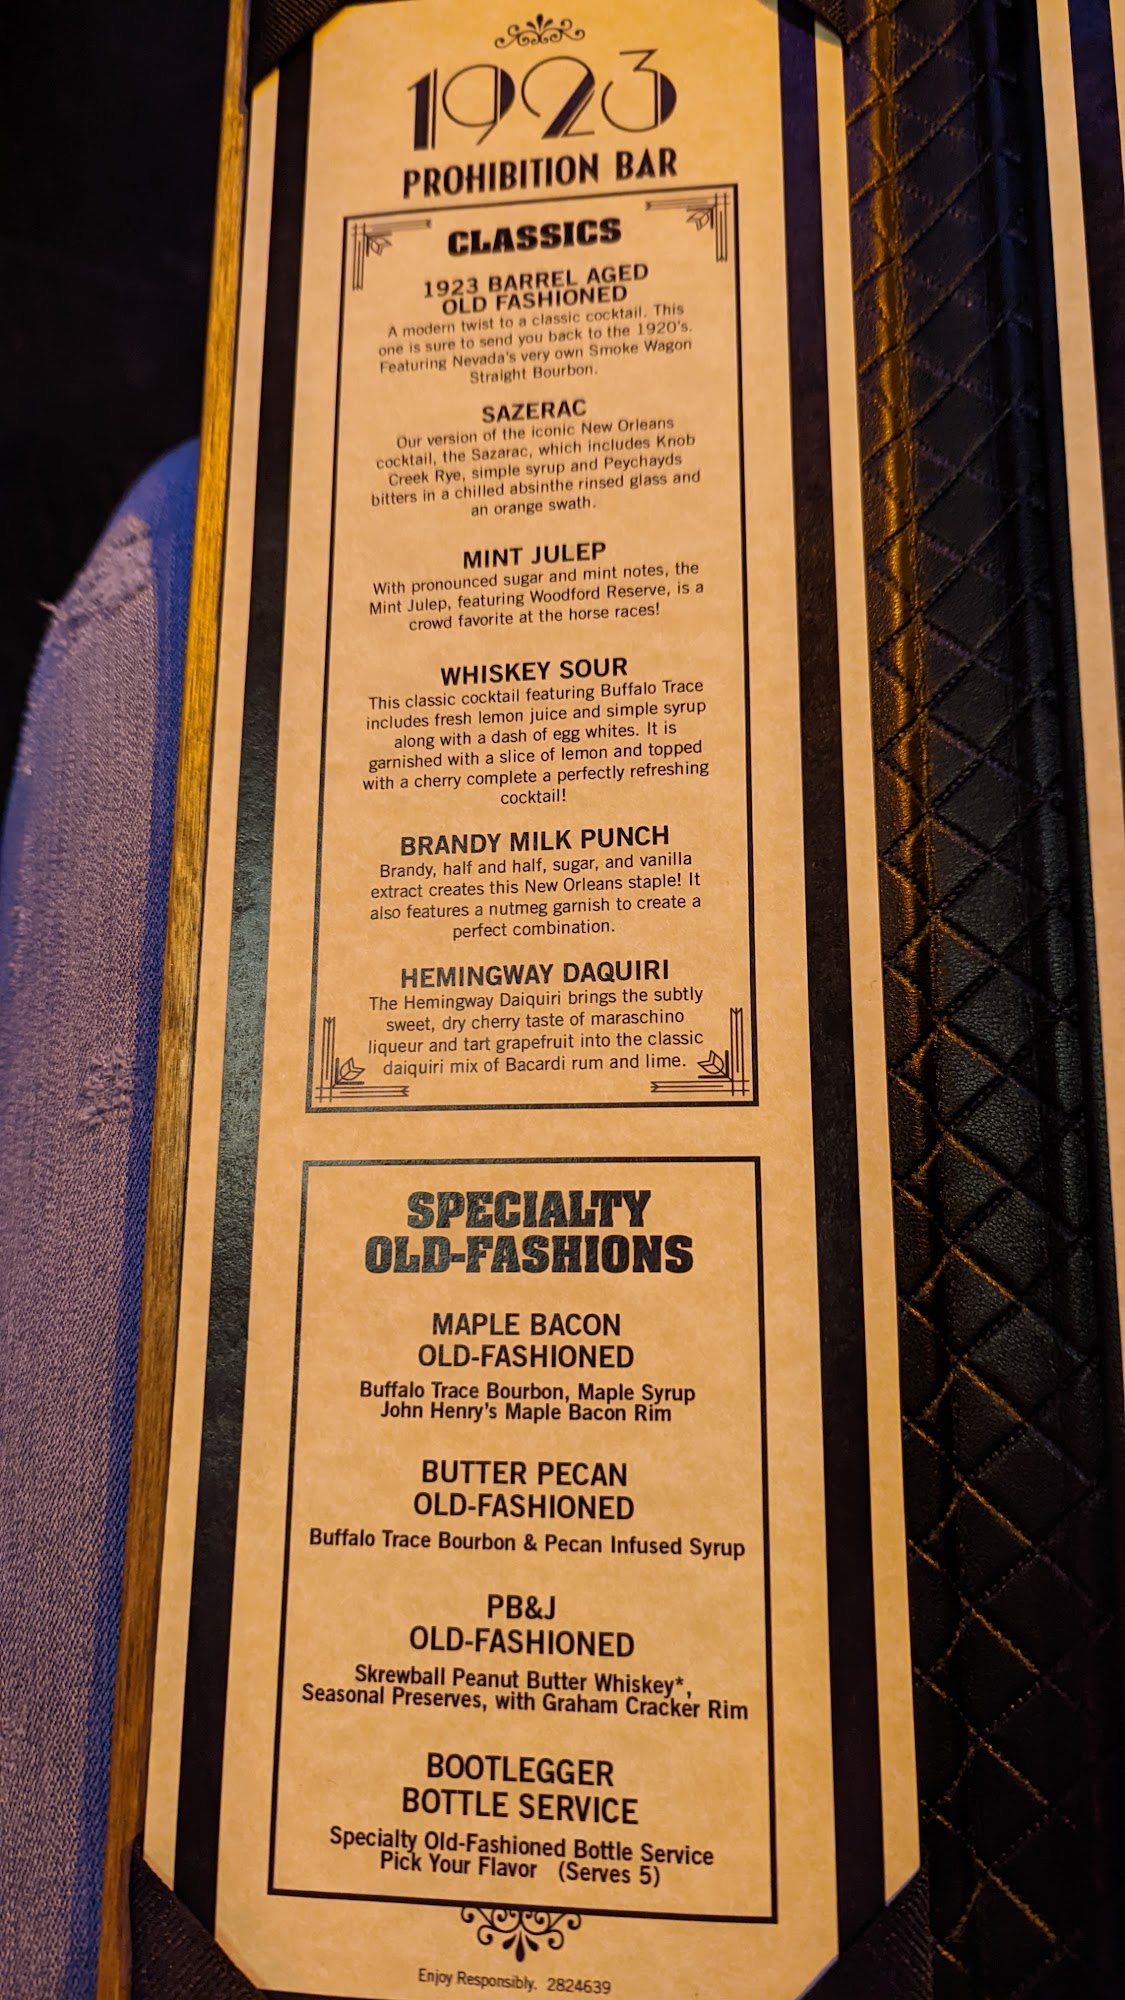 1923
PROHIBITION BAR
CLASSICS
1923 BARREL AGED
OLD FASHIONED
A modern twist to a classic cocktail. This
one is sure to send you back to the 1920's.
Featuring Nevada's very own Smoke Wagon
Straight Bourbon.
SAZERAC
Our version of the iconic New Orleans
cocktail, the Sazarac, which includes Knob
Creek Rye, simple syrup and Peychayds
bitters in a chilled absinthe rinsed glass and
an orange swath.
MINT JULEP
With pronounced sugar and mint notes, the
Mint Julep, featuring Woodford Reserve, is a
crowd favorite at the horse races!
WHISKEY SOUR
This classic cocktail featuring Buffalo Trace
includes fresh lemon juice and simple syrup
along with a dash of egg whites. It is
garnished with a slice of lemon and topped
with a cherry complete a perfectly refreshing
cocktail!
BRANDY MILK PUNCH
Brandy, half and half, sugar, and vanilla
extract creates this New Orleans staple! It
also features a nutmeg garnish to create a
perfect combination.
HEMINGWAY DAQUIRI
The Hemingway Daiquiri brings the subtly
sweet, dry cherry taste of maraschino
liqueur and tart grapefruit into the classic
daiquiri mix of Bacardi rum and lime.
SPECIALTY
OLD-FASHIONS
MAPLE BACON
OLD-FASHIONED
Buffalo Trace Bourbon, Maple Syrup
John Henry's Maple Bacon Rim
BUTTER PECAN
OLD-FASHIONED
Buffalo Trace Bourbon & Pecan Infused Syrup
PB&J
OLD-FASHIONED
Skrewball Peanut Butter Whiskey*,
Seasonal Preserves, with Graham Cracker Rim
BOOTLEGGER
BOTTLE SERVICE
Specialty Old-Fashioned Bottle Service
Pick Your Flavor (Serves 5)
Enjoy Responsibly. 2824639